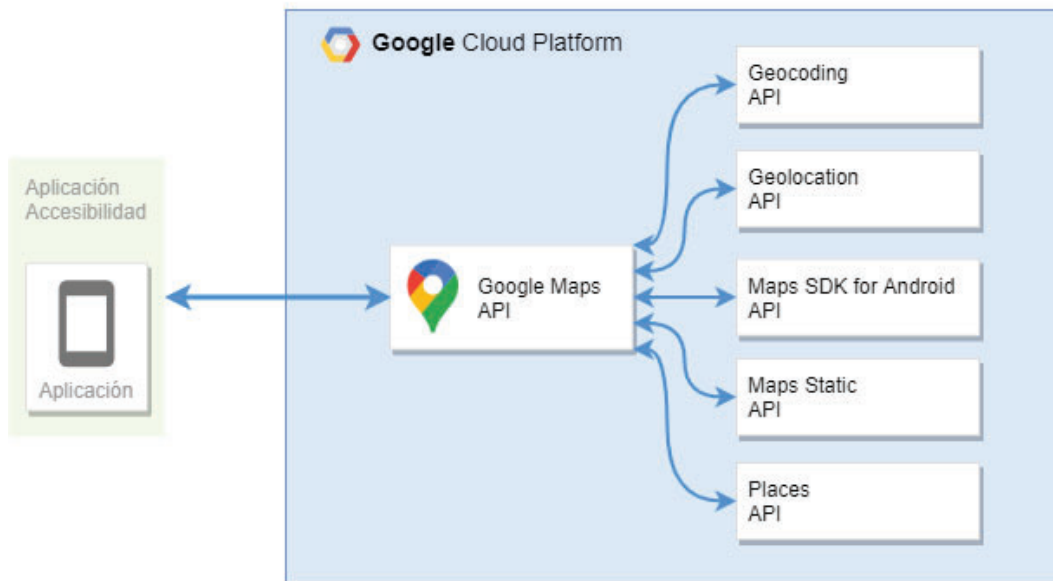 Google Cloud Platform
Aplicación
Accesibilidad
Aplicación
Google Maps
API
Geocoding
API
Geolocation
API
Maps SDK for Android
API
Maps Static
API
Places
API